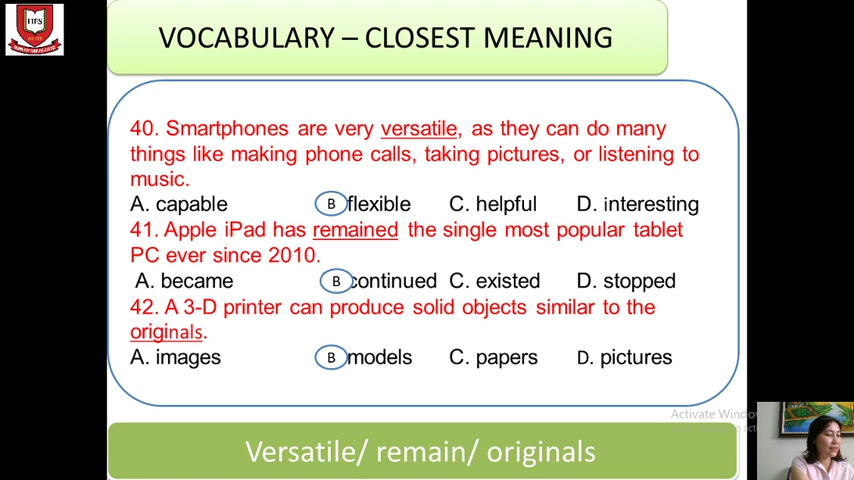 VOCABULARY – CLOSEST MEANING
40. Smartphones are very versatile, as they can do many
things like making phone calls, taking pictures, or listening to
music.
A. capable B flexible C. helpful D. interesting
41. Apple iPad has remained the single most popular tablet
PC ever since 2010.
A. became B continued C. existed D. stopped
42. A 3-D printer can produce solid objects similar to the
originals.
A. images B models C. papers D. pictures
Activate
Versatile/ remain/ originals